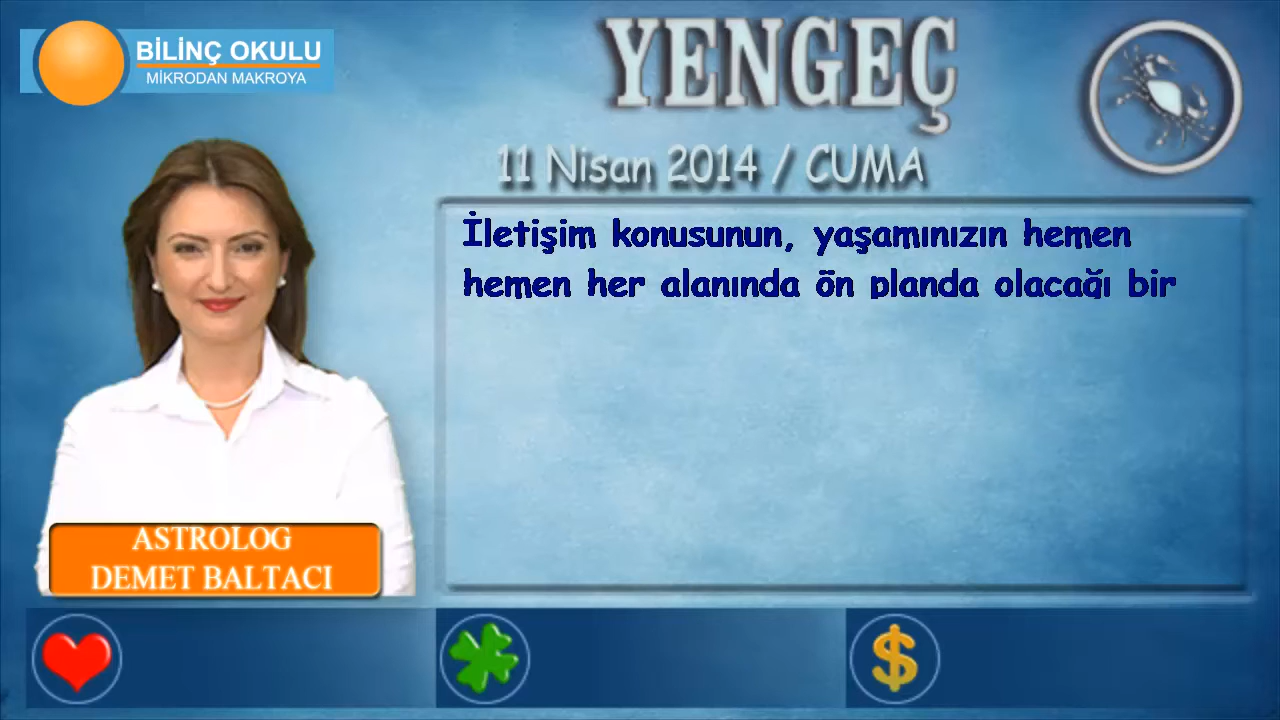 BİLİNÇ OKULU
MİKRODAN MAKROYA
YENGEÇ
11 Nisan 2014 / CUMA
İletişim konusunun, yaşamınızın hemen
hemen her alanında ön planda olacağı bir
ASTROLOG
DEMET BALTACI
$